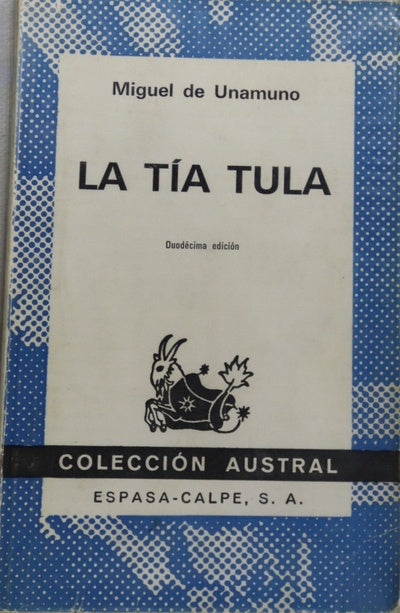 Miguel de Unamuno
LA TÍA TULA
Duodécima edición
COLECCIÓN AUSTRAL
ESPASA-CALPE, S. A.